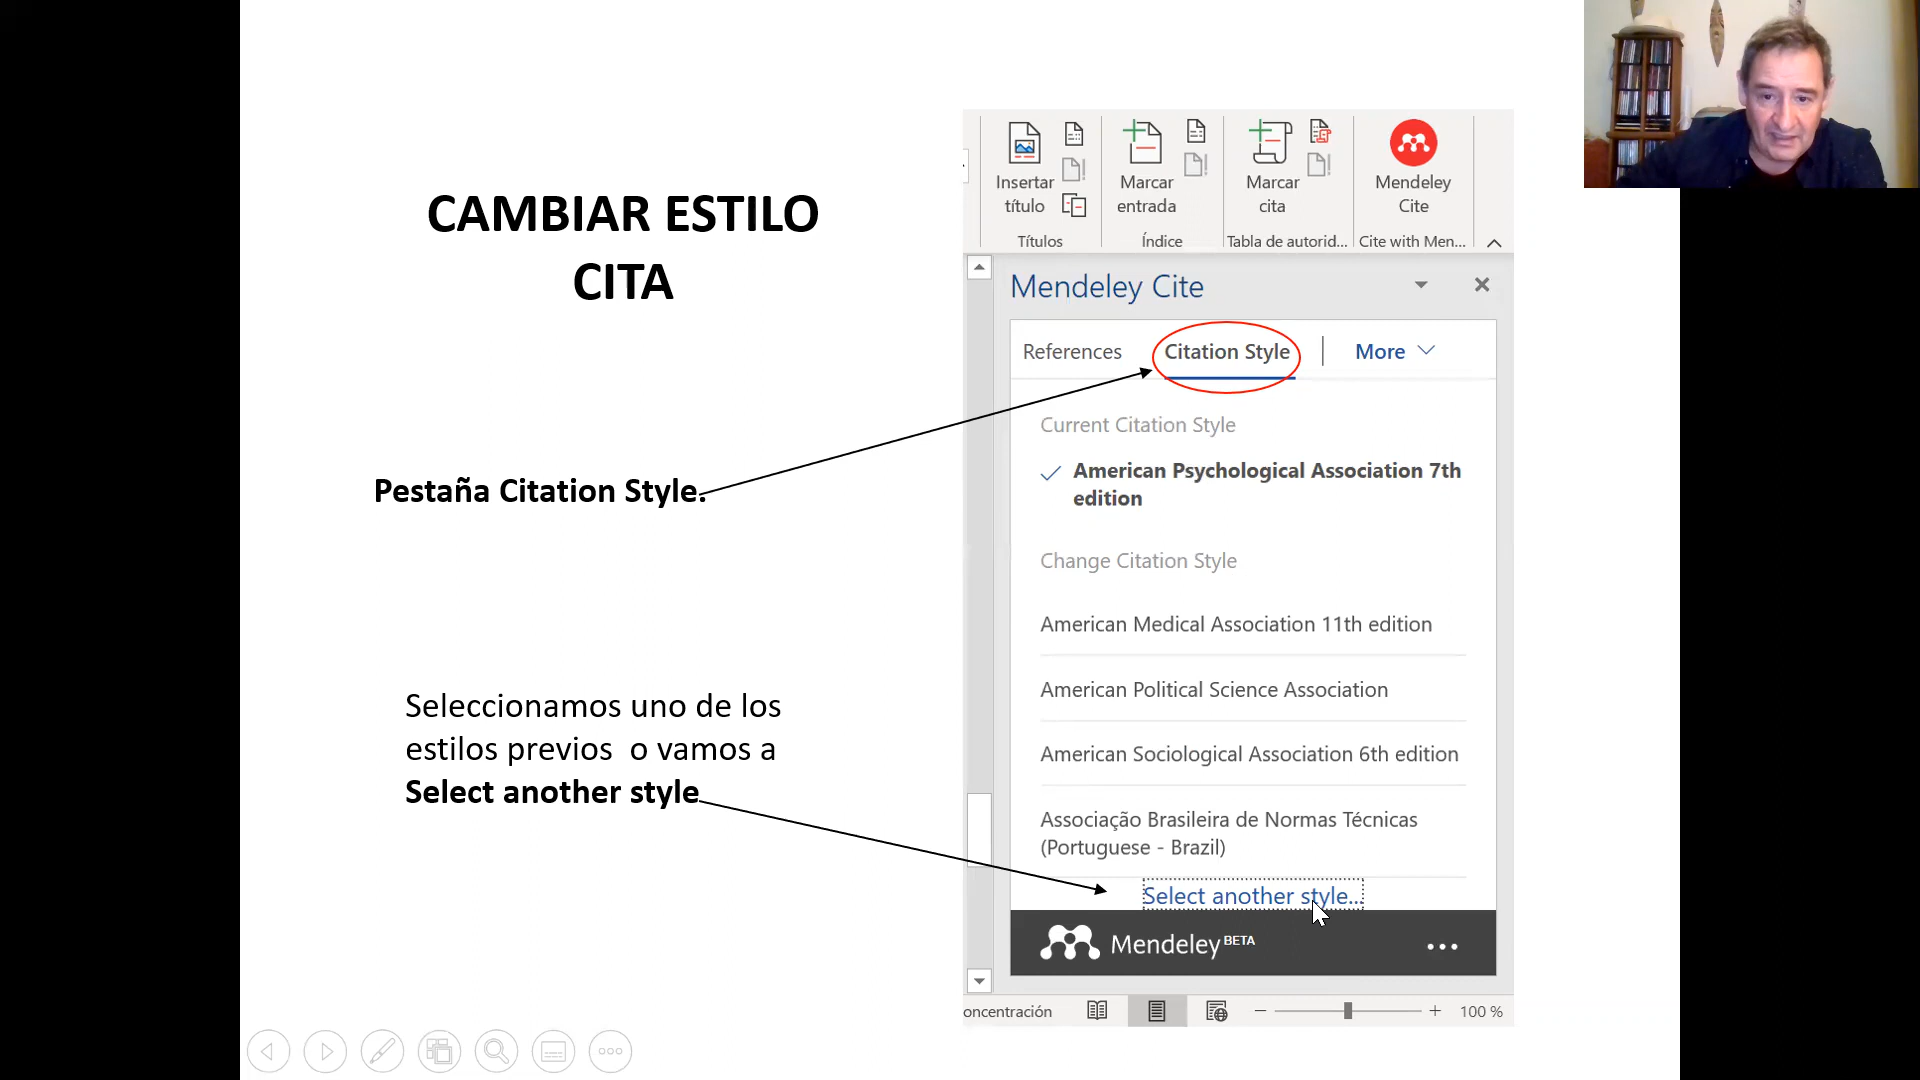 CAMBIAR ESTILO
CITA
Pestaña Citation Style.
Seleccionamos uno de los
estilos previos  o vamos a
Select another style
Insertar
título
Títulos
Marcar
entrada
Índice
Marcar
cita
Tabla de autorid...
Mendeley
Cite
Cite with Men...
Mendeley Cite
References
Citation Style
More
Current Citation Style
American Psychological Association 7th
edition
Change Citation Style
American Medical Association 11th edition
American Political Science Association
American Sociological Association 6th edition
Associação Brasileira de Normas Técnicas
(Portuguese - Brazil)
Select another style...
Mendeley BETA
oncentración
100 %